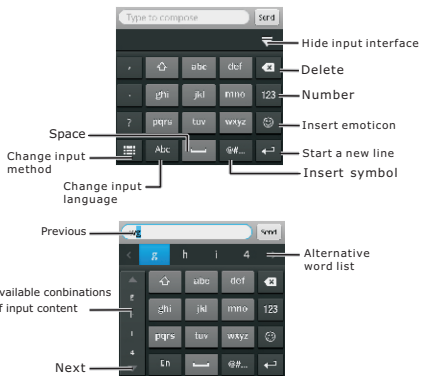 Type to compose Send
Hide input interface
, abc def Delete
. ghi jkl mno 123 Number
? pqrs tuv wxyz Insert emoticon
Space
Abc @#... Start a new line
Change input
method
Insert symbol
Change input
language
Previous g Send
g h i 4 Alternative
word list
abc def
vailable conbinations
f input content
g ghi jkl mno 123
i pqrs tuv wxyz
4
Next En @#...